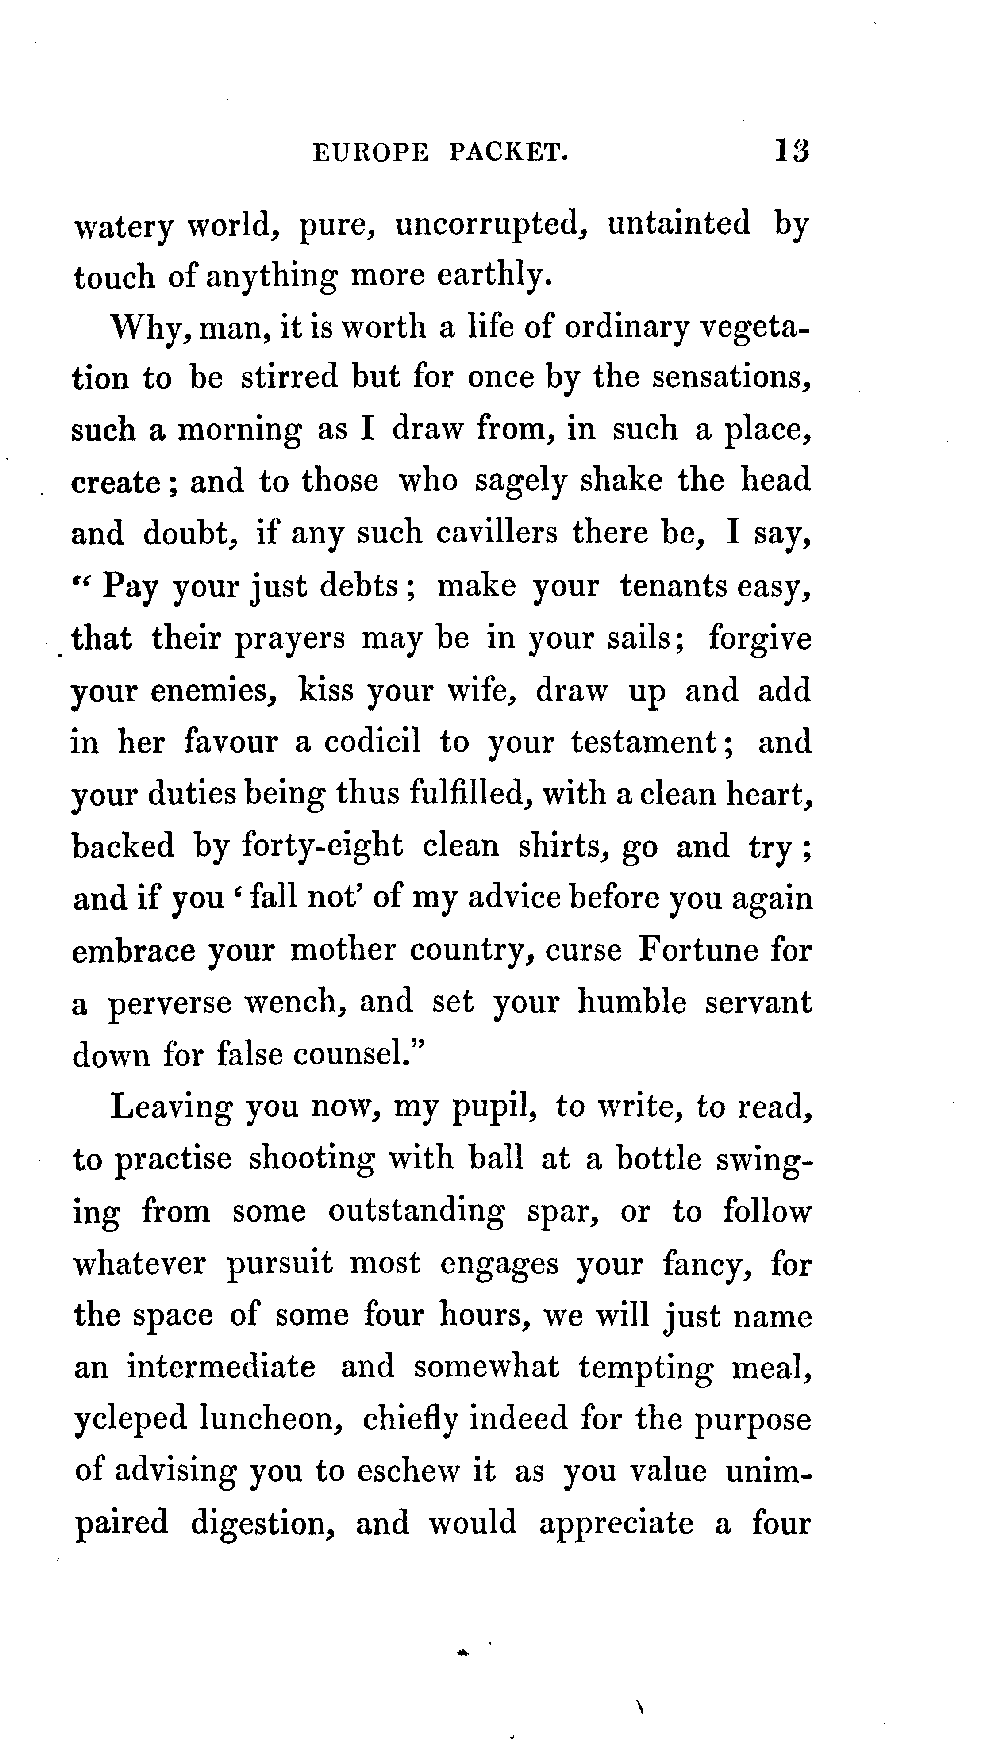 EUROPE PACKET. 13
watery world, pure, uncorrupted, untainted by
touch of anything more earthly.
Why, man, it is worth a life of ordinary vegeta-
tion to be stirred but for once by the sensations,
such a morning as I draw from, in such a place,
create; and to those who sagely shake the head
and doubt, if any such cavillers there be, I say,
“ Pay your just debts; make your tenants easy,
that their prayers may be in your sails; forgive
your enemies, kiss your wife, draw up and add
in her favour a codicil to your testament; and
your duties being thus fulfilled, with a clean heart,
backed by forty-eight clean shirts, go and try;
and if you ‘ fall not’ of my advice before you again
embrace your mother country, curse Fortune for
a perverse wench, and set your humble servant
down for false counsel.”
Leaving you now, my pupil, to write, to read,
to practise shooting with ball at a bottle swing-
ing from some outstanding spar, or to follow
whatever pursuit most engages your fancy, for
the space of some four hours, we will just name
an intermediate and somewhat tempting meal,
ycleped luncheon, chiefly indeed for the purpose
of advising you to eschew it as you value unim-
paired digestion, and would appreciate a four